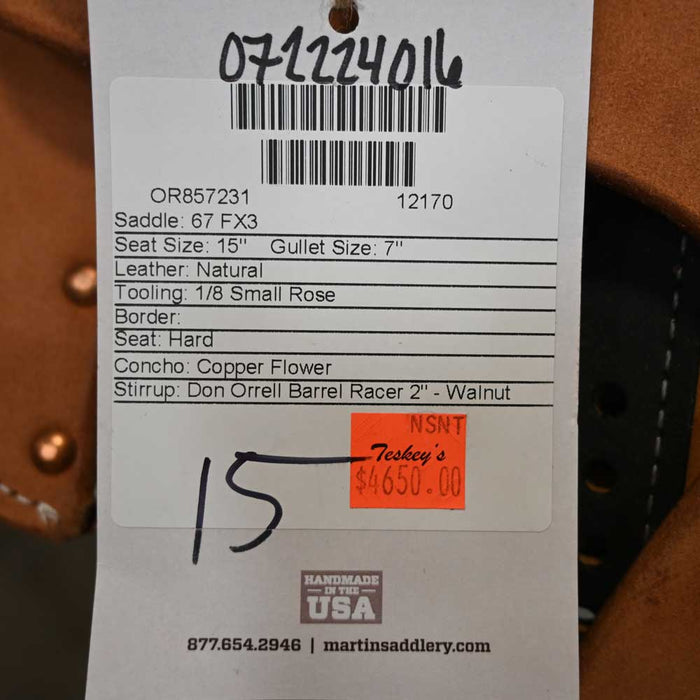 071224016
OR857231 12170
Saddle: 67 FX3
Seat Size: 15" Gullet Size: 7"
Leather: Natural
Tooling: 1/8 Small Rose
Border:
Seat: Hard
Concho: Copper Flower
Stirrup: Don Orrell Barrel Racer 2" - Walnut
NSNT
Teskey's
$4650.00
15
HANDMADE
IN THE
USA
877.654.2946 | martinsaddlery.com